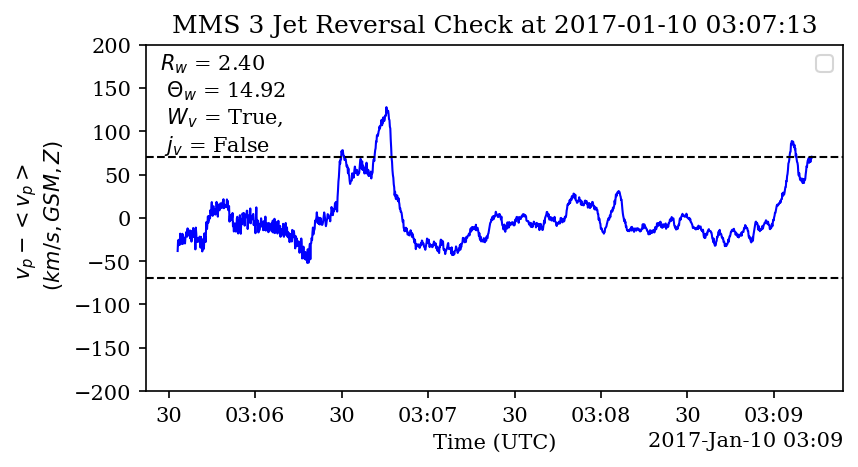 MMS 3 Jet Reversal Check at 2017-01-10 03:07:13
R_w = 2.40
Θ_w = 14.92
W_v = True,
j_v = False
v_p − < v_p >
(km/s, GSM, Z)
200
150
100
50
0
−50
−100
−150
−200
30 03:06 30 03:07 30 03:08 30 03:09
Time (UTC)
2017-Jan-10 03:09